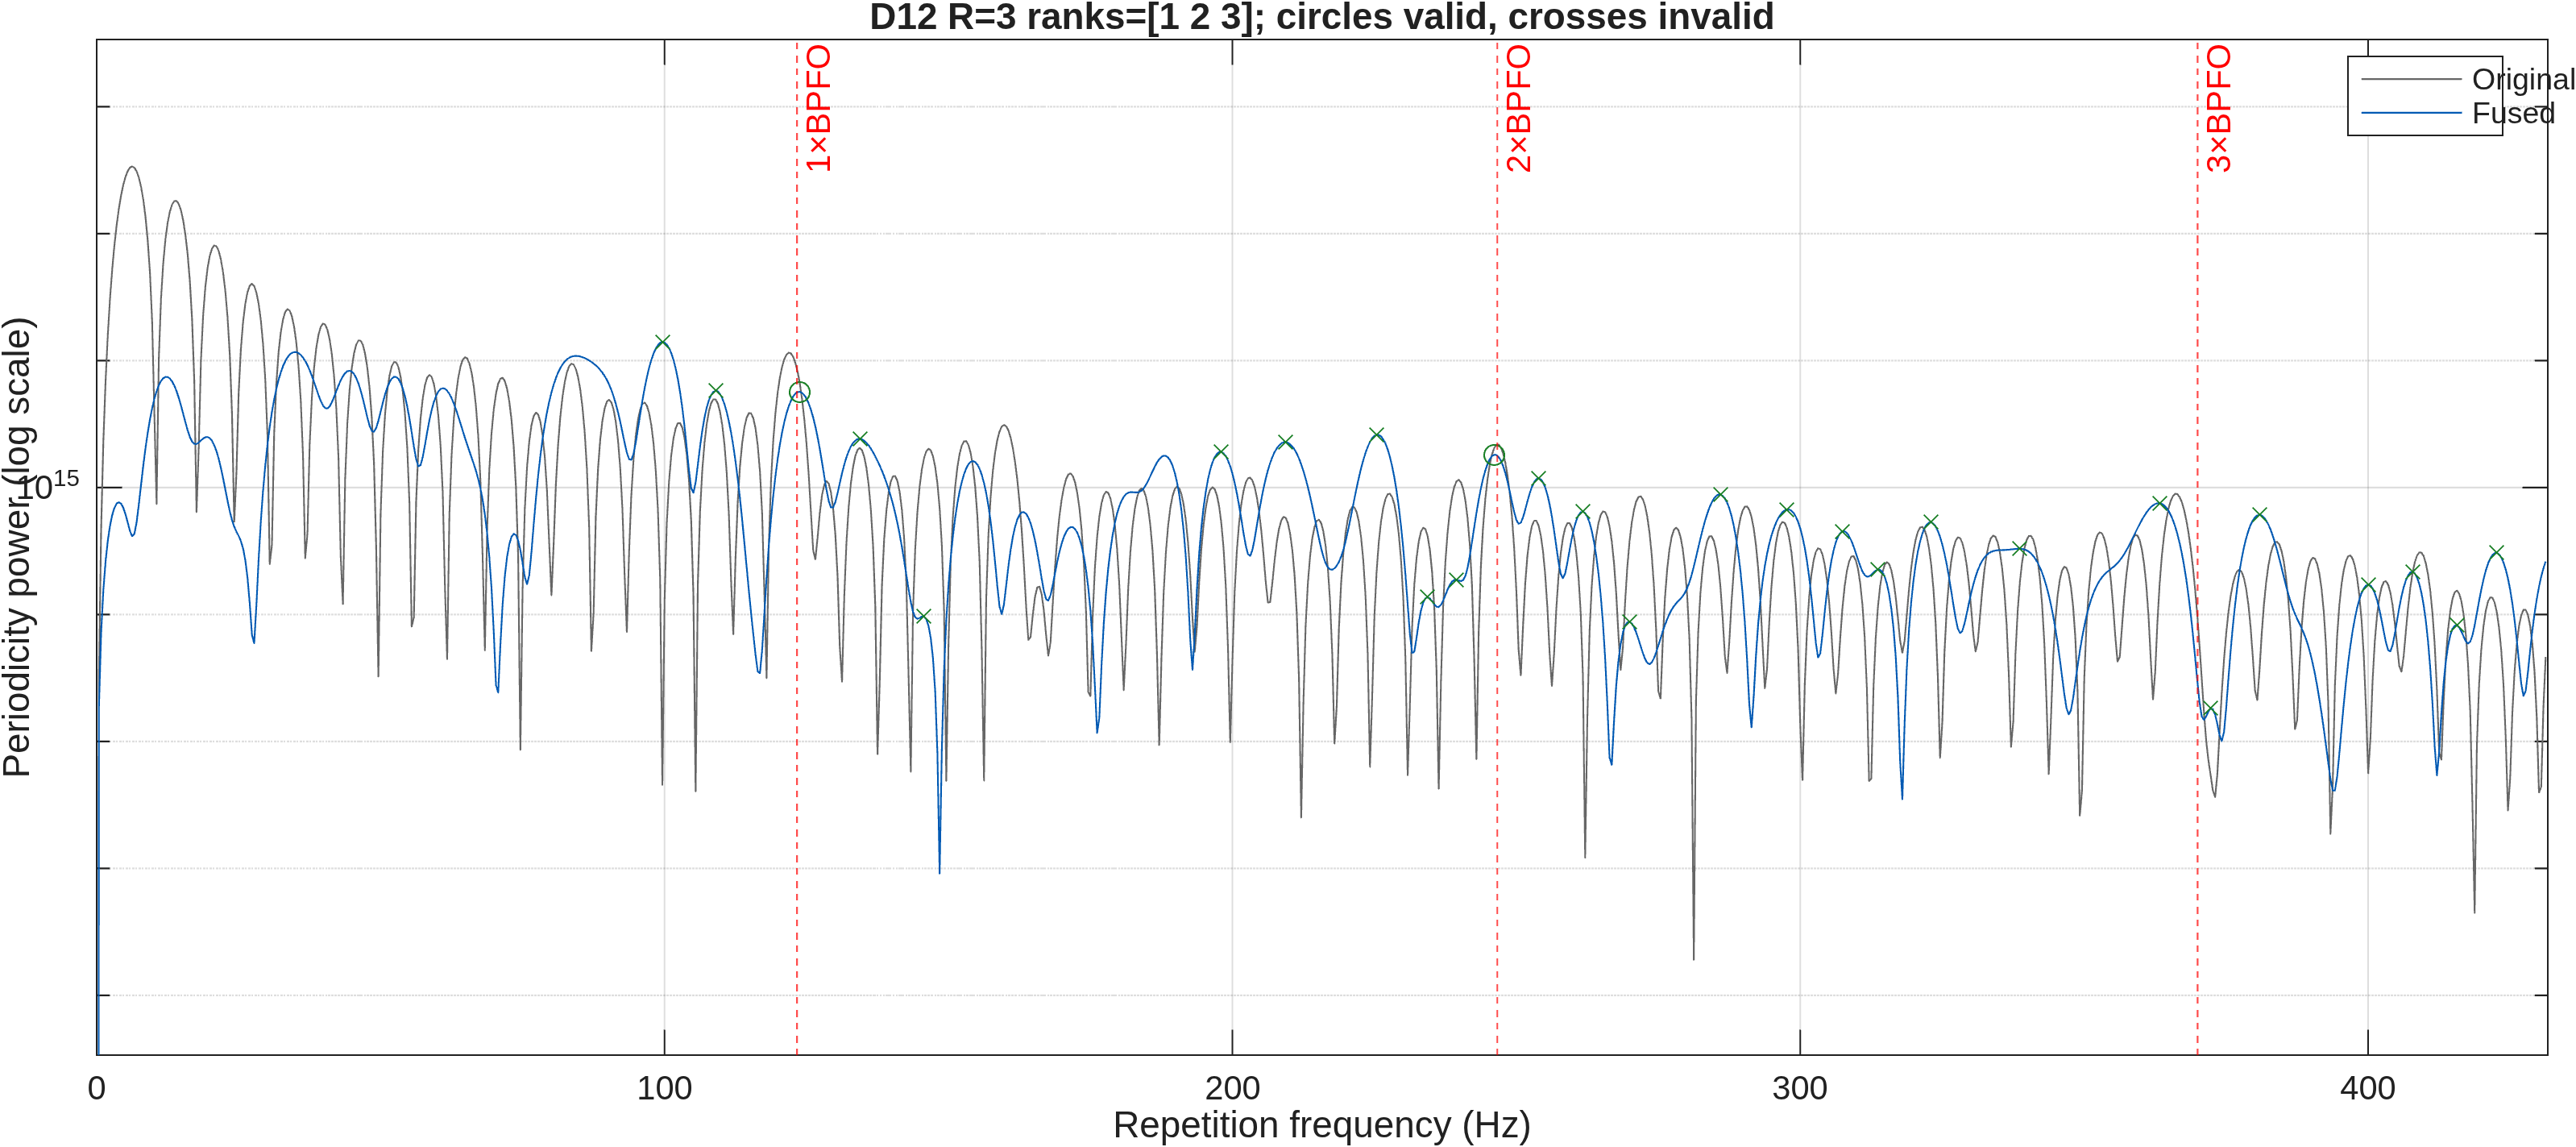 D12 R=3 ranks=[1 2 3]; circles valid, crosses invalid
1×BPFO
2×BPFO
3×BPFO
Original
Fused
Periodicity power (log scale)
10^15
0
100
200
300
400
Repetition frequency (Hz)